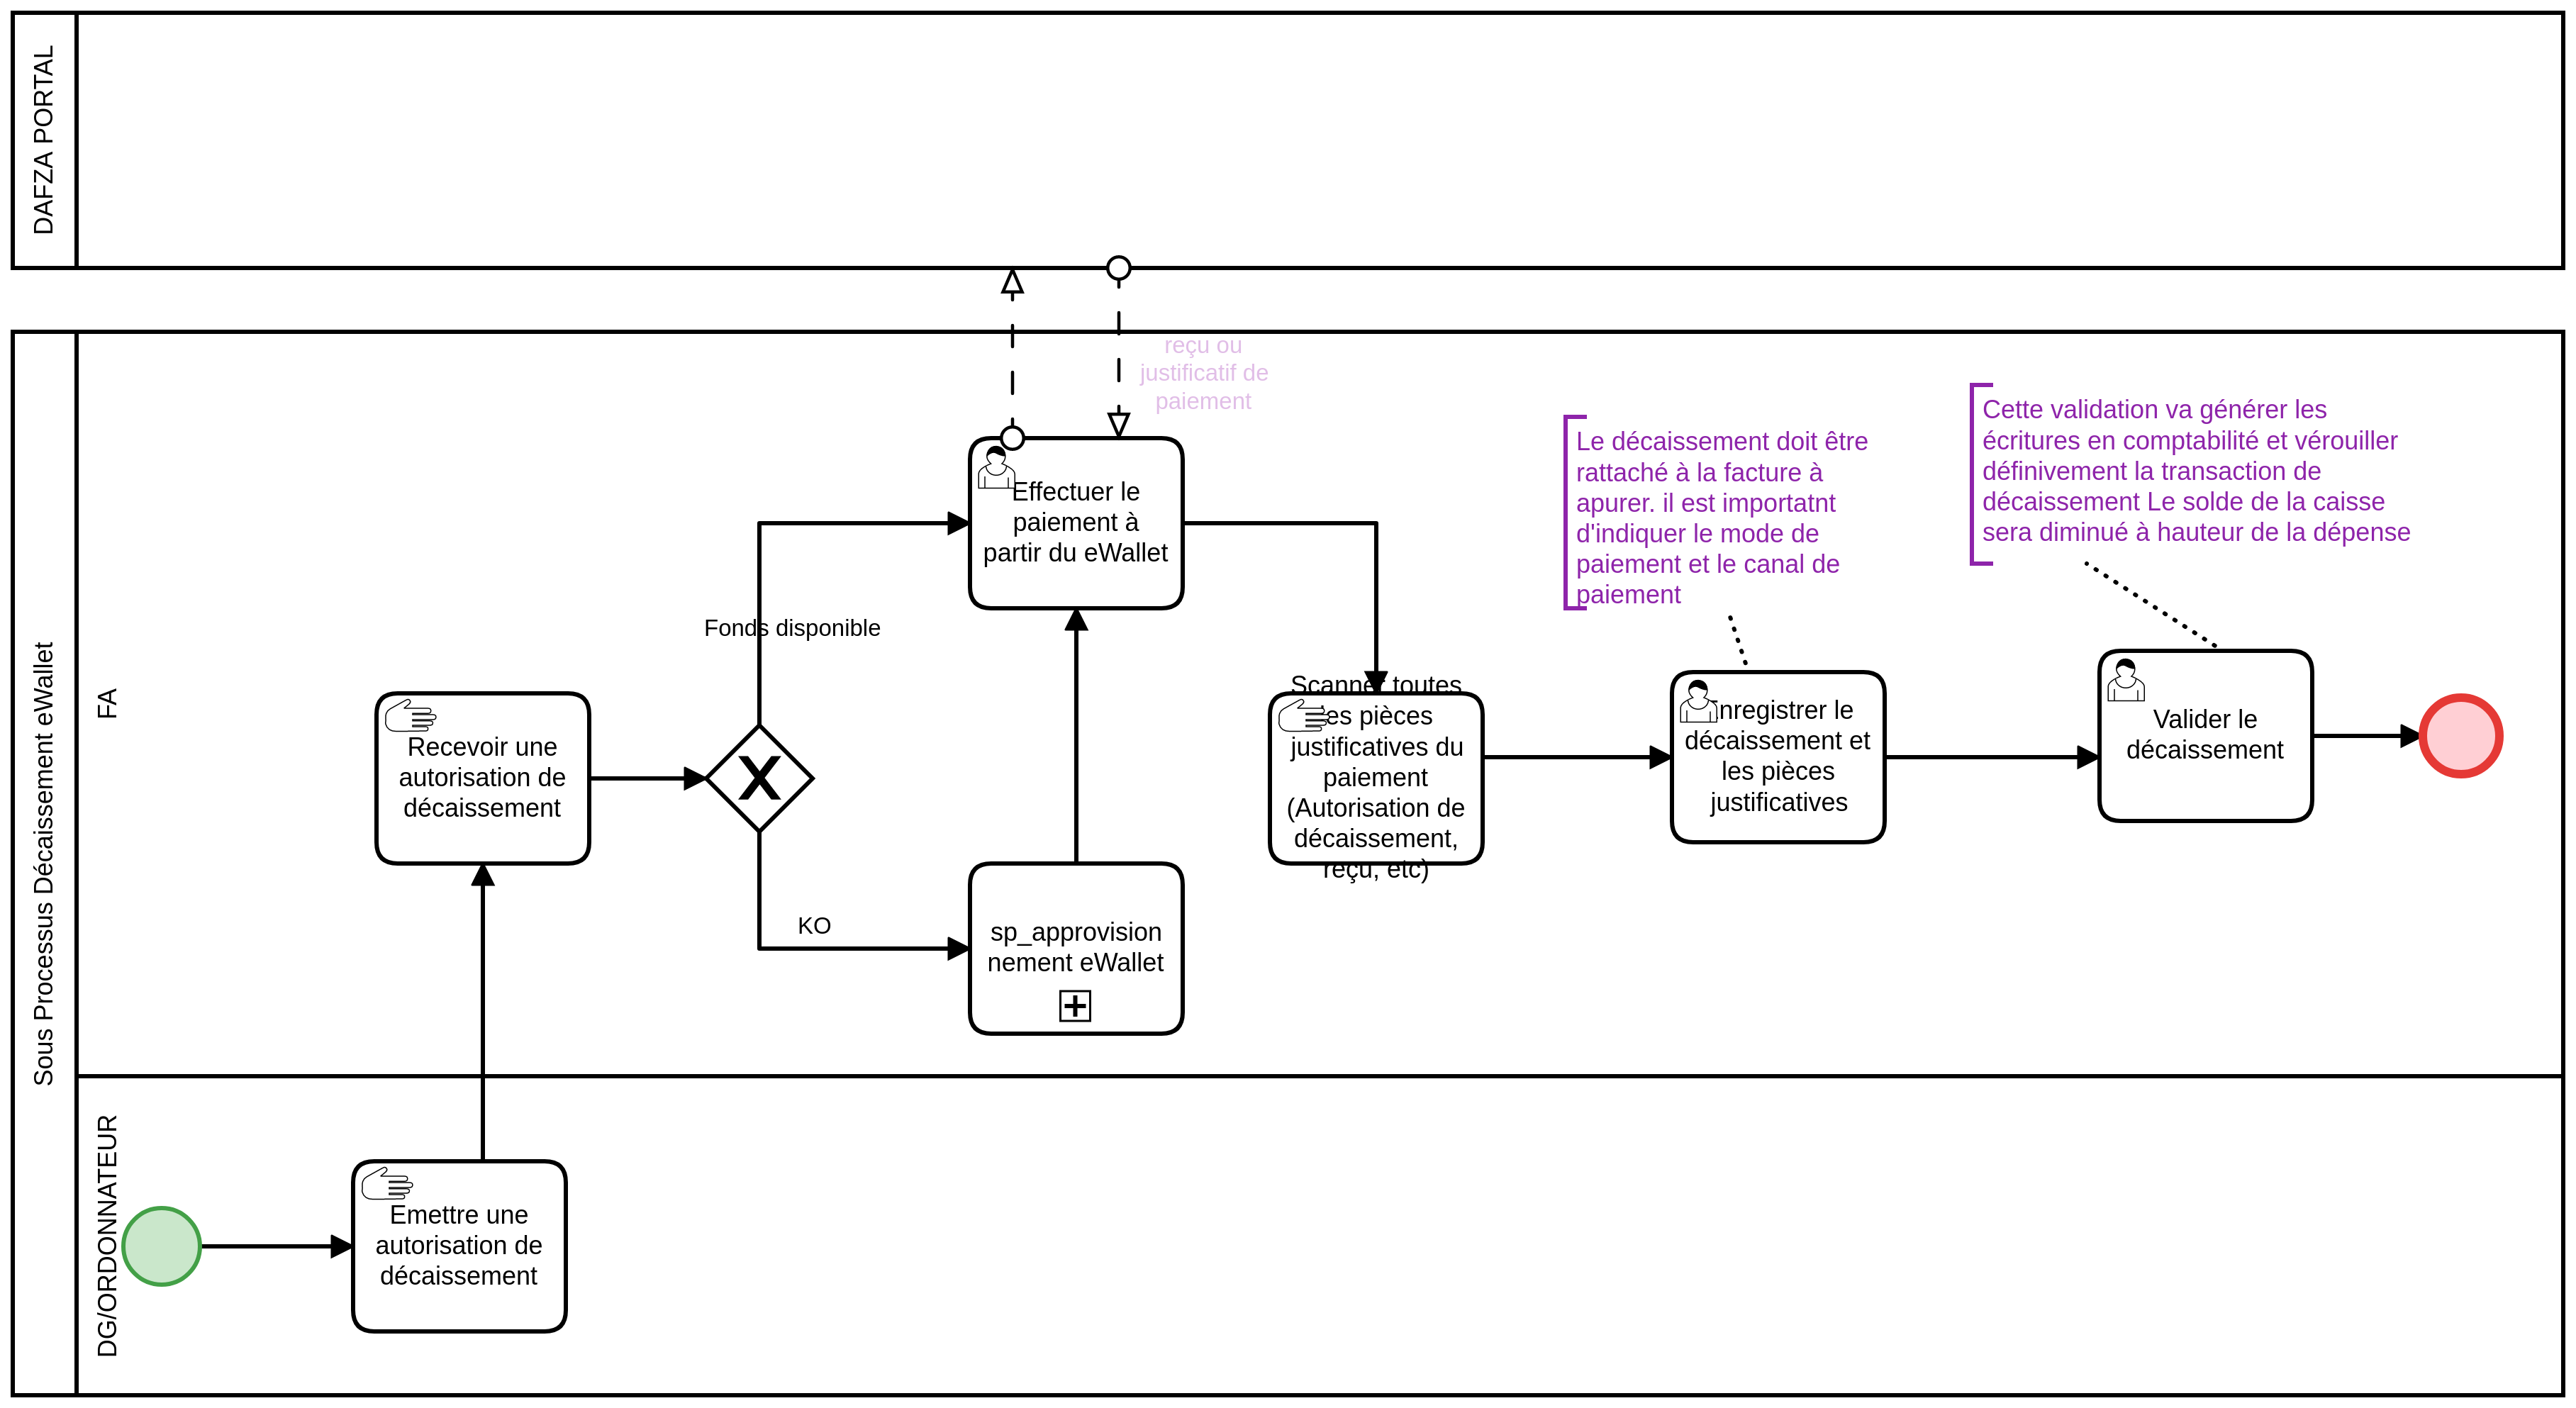 DAFZA PORTAL
Sous Processus Décaissement eWallet
FA
DG/ORDONNATEUR
reçu ou
justificatif de
paiement
Effectuer le
paiement à
partir du eWallet
Le décaissement doit être
rattaché à la facture à
apurer. il est importatnt
d'indiquer le mode de
paiement et le canal de
paiement
Cette validation va générer les
écritures en comptabilité et vérouiller
définivement la transaction de
décaissement Le solde de la caisse
sera diminué à hauteur de la dépense
Fonds disponible
Recevoir une
autorisation de
décaissement
X
Scanner toutes
les pièces
justificatives du
paiement
(Autorisation de
décaissement,
reçu, etc)
Enregistrer le
décaissement et
les pièces
justificatives
Valider le
décaissement
KO
sp_approvision
nement eWallet
Emettre une
autorisation de
décaissement